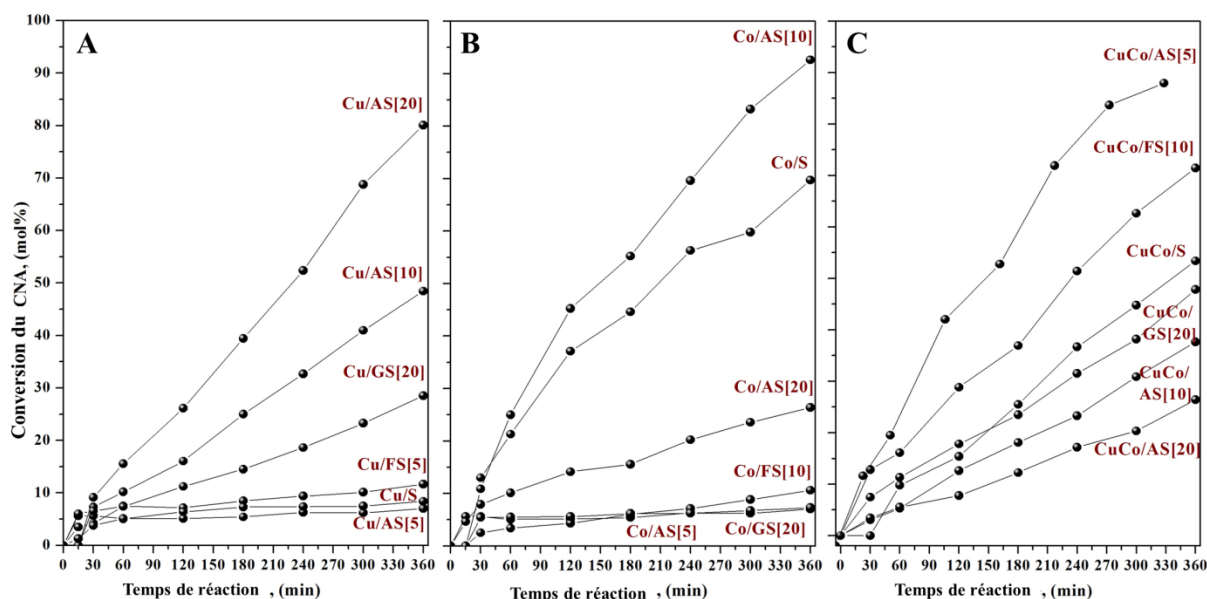 Conversion du CNA, (mol%)
100
90
80
70
60
50
40
30
20
10
0
A
Cu/AS[20]
Cu/AS[10]
Cu/GS[20]
Cu/FS[5]
Cu/S
Cu/AS[5]
0 30 60 90 120 150 180 210 240 270 300 330 360
Temps de réaction , (min)
B
Co/AS[10]
Co/S
Co/AS[20]
Co/FS[10]
Co/AS[5]
Co/GS[20]
0 30 60 90 120 150 180 210 240 270 300 330 360
Temps de réaction , (min)
C
CuCo/AS[5]
CuCo/FS[10]
CuCo/S
CuCo/
GS[20]
CuCo/
AS[10]
CuCo/AS[20]
0 30 60 90 120 150 180 210 240 270 300 330 360
Temps de réaction , (min)